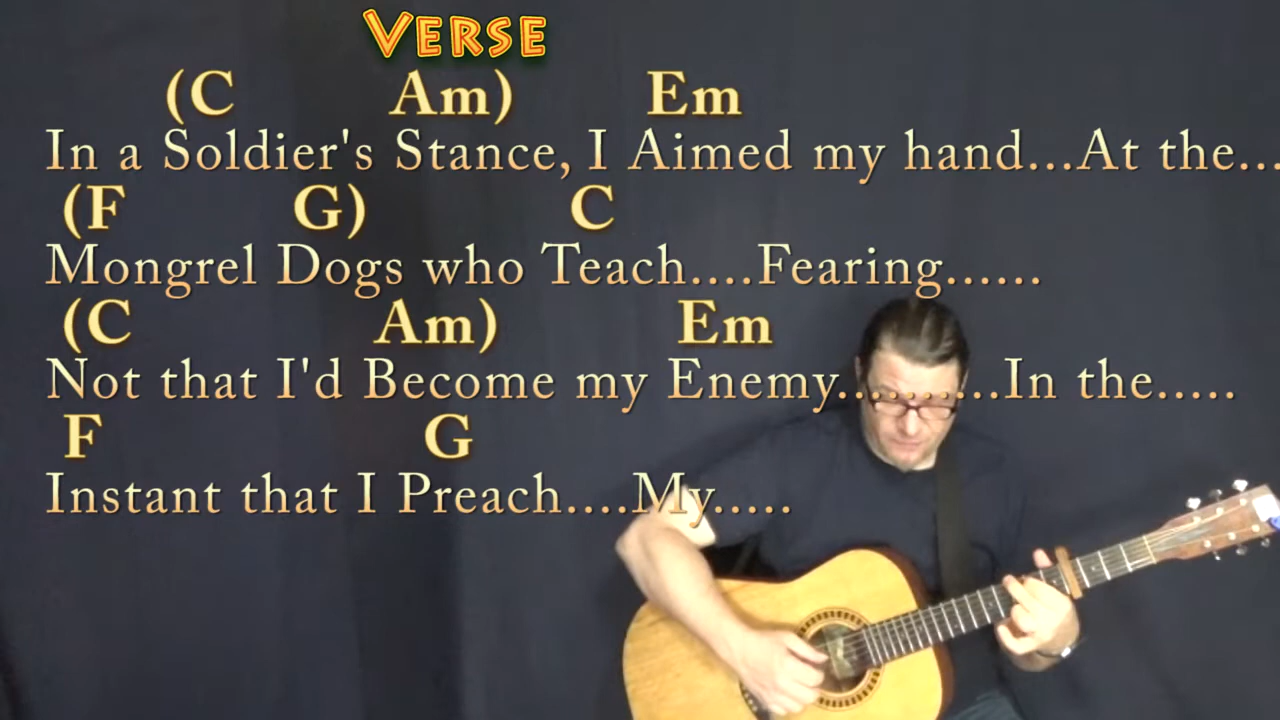 VERSE
(C Am) Em
In a Soldier's Stance, I Aimed my hand...At the...
(F G) C
Mongrel Dogs who Teach....Fearing......
(C Am) Em
Not that I'd Become my Enemy..........In the.....
F G
Instant that I Preach....My.....